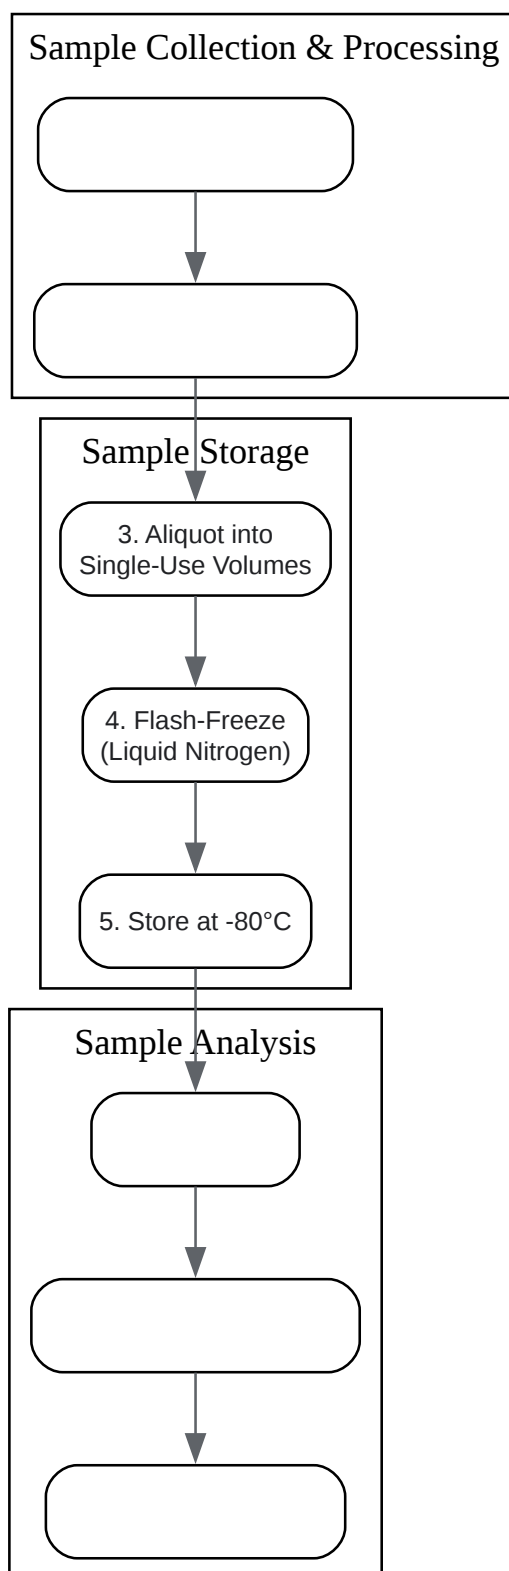 Sample Collection & Processing
Sample Storage
3. Aliquot into
Single-Use Volumes
4. Flash-Freeze
(Liquid Nitrogen)
5. Store at -80°C
Sample Analysis